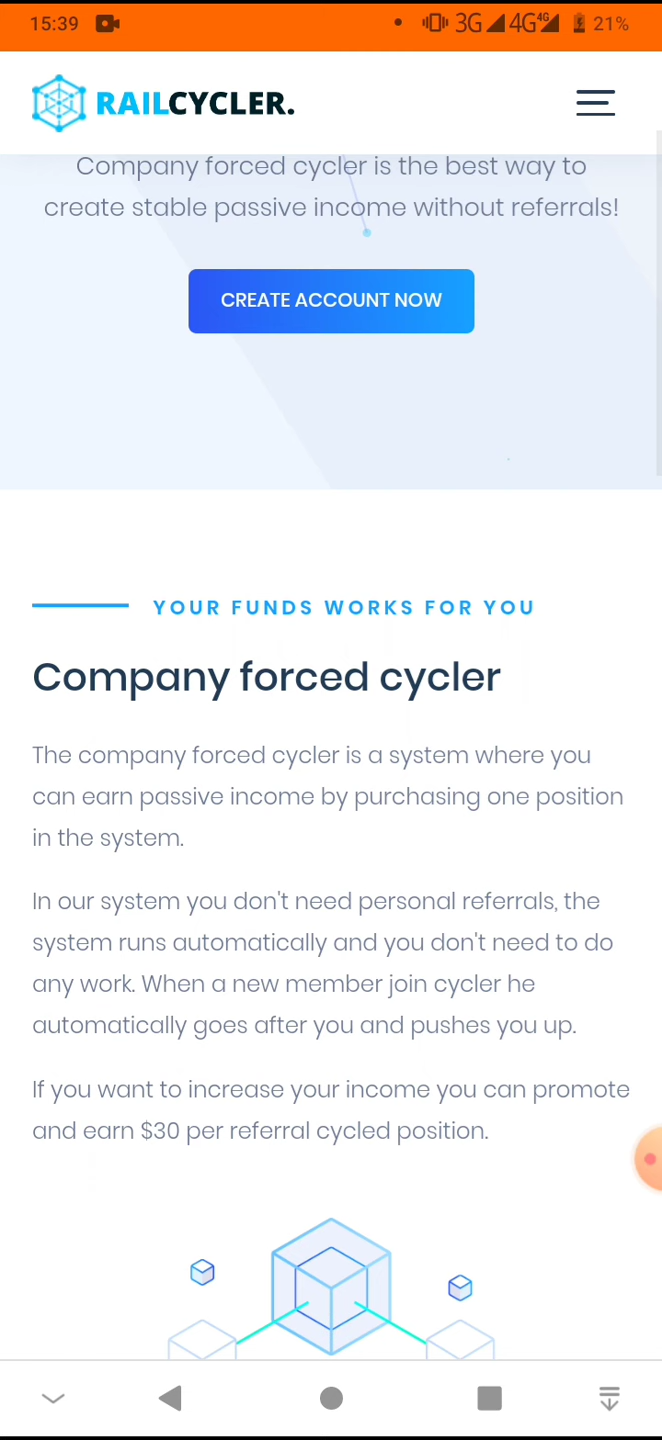 15:39 3G 4G 4G 21%
RAILCYCLER.
Company forced cycler is the best way to
create stable passive income without referrals!
CREATE ACCOUNT NOW
YOUR FUNDS WORKS FOR YOU
Company forced cycler
The company forced cycler is a system where you
can earn passive income by purchasing one position
in the system.
In our system you don't need personal referrals, the
system runs automatically and you don't need to do
any work. When a new member join cycler he
automatically goes after you and pushes you up.
If you want to increase your income you can promote
and earn $30 per referral cycled position.